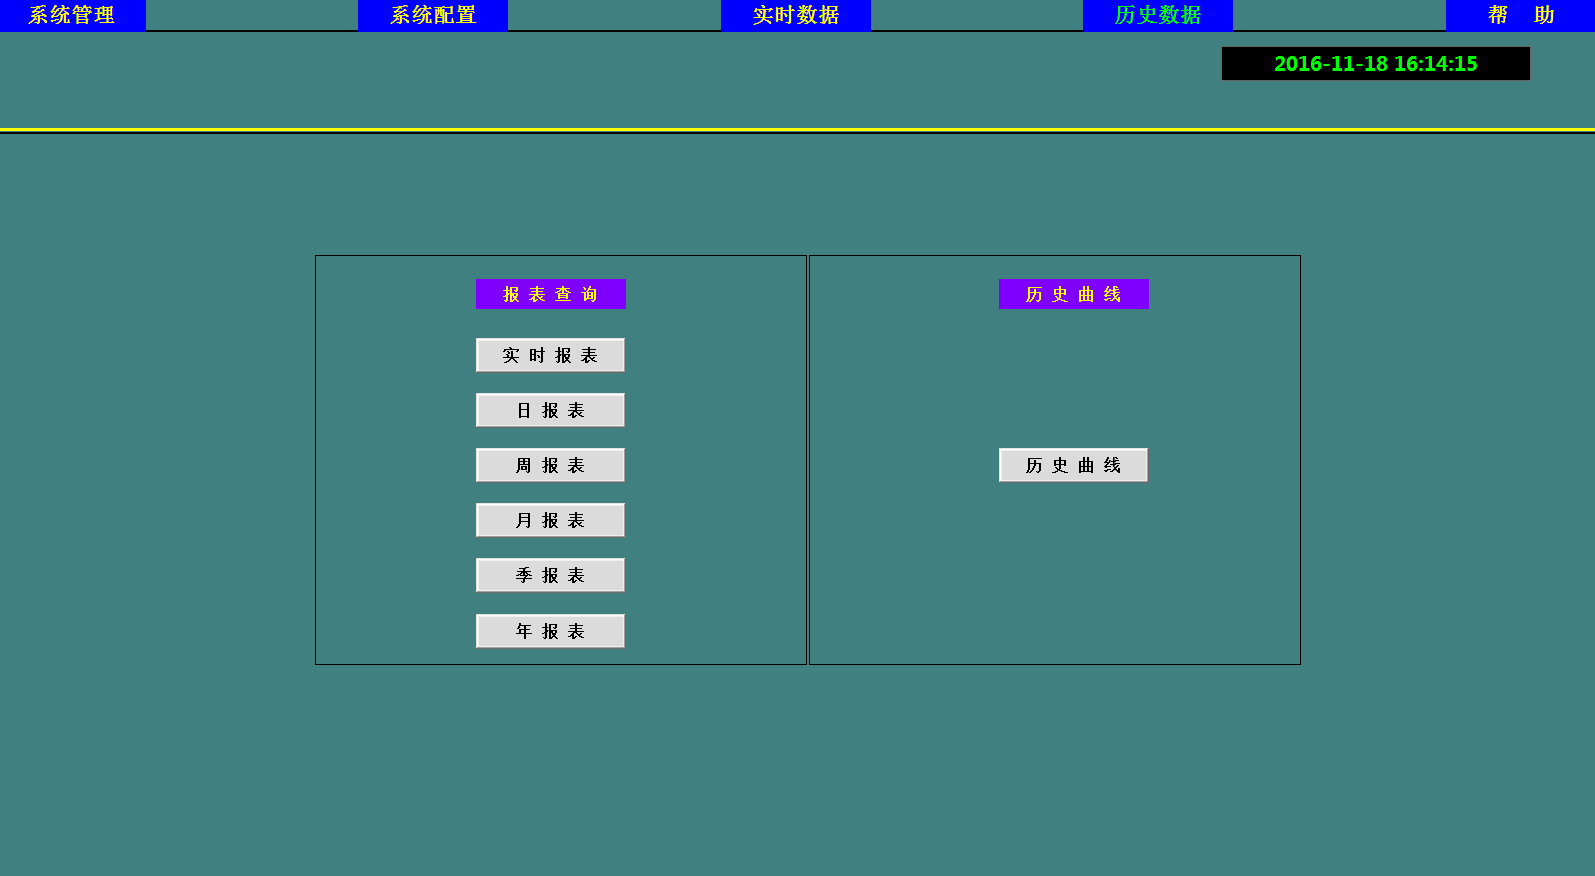 系统管理
系统配置
实时数据
历史数据
帮 助
2016-11-18 16:14:15
报 表 查 询
实 时 报 表
日 报 表
周 报 表
月 报 表
季 报 表
年 报 表
历 史 曲 线
历 史 曲 线